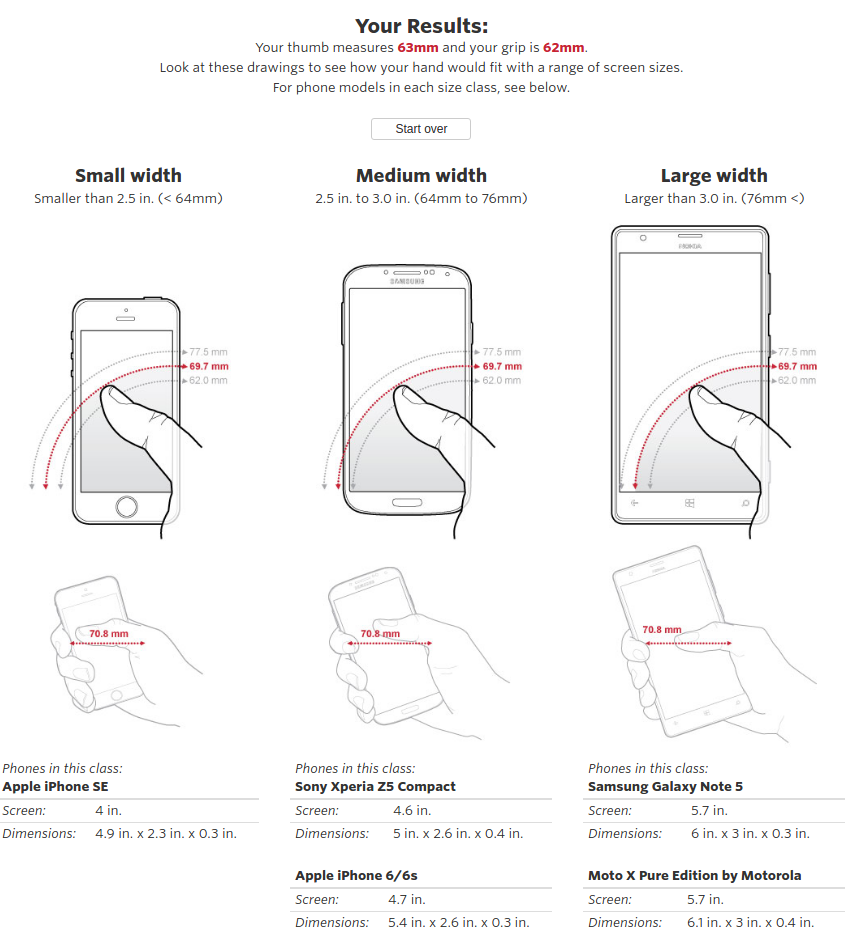 Your Results:
Your thumb measures 63mm and your grip is 62mm.
Look at these drawings to see how your hand would fit with a range of screen sizes.
For phone models in each size class, see below.
Start over
Small width
Smaller than 2.5 in. (< 64mm)
77.5 mm
69.7 mm
62.0 mm
70.8 mm
Phones in this class:
Apple iPhone SE
Screen: 4 in.
Dimensions: 4.9 in. x 2.3 in. x 0.3 in.
Medium width
2.5 in. to 3.0 in. (64mm to 76mm)
SAMSUNG
77.5 mm
69.7 mm
62.0 mm
70.8 mm
Phones in this class:
Sony Xperia Z5 Compact
Screen: 4.6 in.
Dimensions: 5 in. x 2.6 in. x 0.4 in.
Apple iPhone 6/6s
Screen: 4.7 in.
Dimensions: 5.4 in. x 2.6 in. x 0.3 in.
Large width
Larger than 3.0 in. (76mm <)
NOKIA
77.5 mm
69.7 mm
62.0 mm
70.8 mm
Phones in this class:
Samsung Galaxy Note 5
Screen: 5.7 in.
Dimensions: 6 in. x 3 in. x 0.3 in.
Moto X Pure Edition by Motorola
Screen: 5.7 in.
Dimensions: 6.1 in. x 3 in. x 0.4 in.